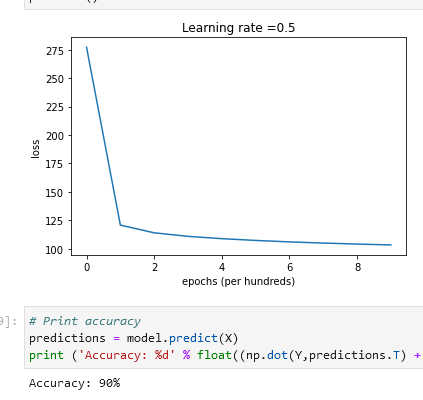 Learning rate =0.5
275
250
225
200
175
150
125
100
loss
0 2 4 6 8
epochs (per hundreds)
9]:
# Print accuracy
predictions = model.predict(X)
print ('Accuracy: %d' % float((np.dot(Y,predictions.T) +
Accuracy: 90%